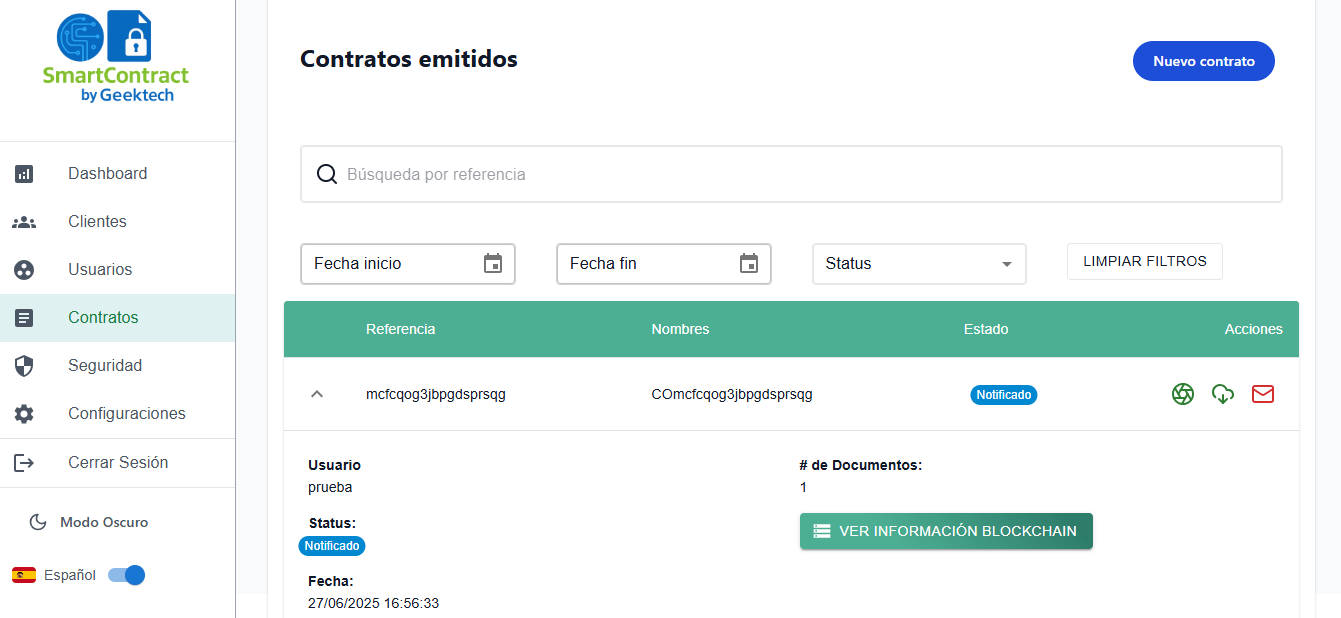 SmartContract
by Geektech
Dashboard
Clientes
Usuarios
Contratos
Seguridad
Configuraciones
Cerrar Sesión
Modo Oscuro
Español
Contratos emitidos
Nuevo contrato
Búsqueda por referencia
Fecha inicio
Fecha fin
Status
LIMPIAR FILTROS
Referencia Nombres Estado Acciones
mcfcqog3jbpgdsprsqg COmcfcqog3jbpgdsprsqg Notificado
Usuario
prueba
Status:
Notificado
Fecha:
27/06/2025 16:56:33
# de Documentos:
1
VER INFORMACIÓN BLOCKCHAIN